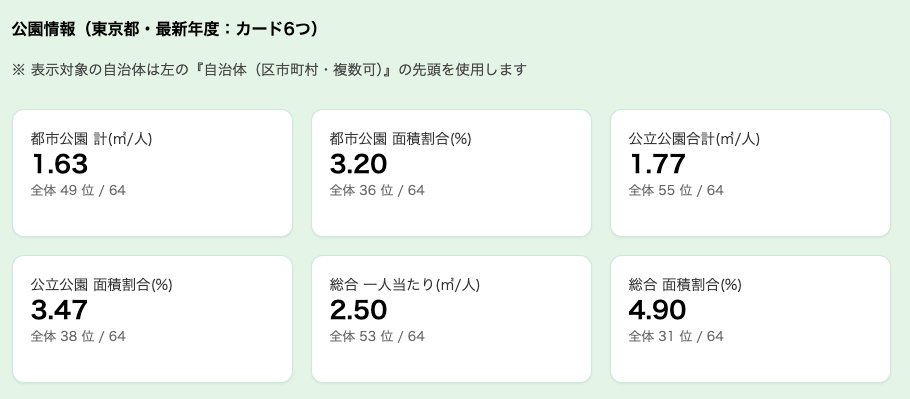 公園情報（東京都・最新年度：カード6つ）
※ 表示対象の自治体は左の『自治体（区市町村・複数可）』の先頭を使用します
都市公園 計(㎡/人)
1.63
全体 49 位 / 64
都市公園 面積割合(%)
3.20
全体 36 位 / 64
公立公園合計(㎡/人)
1.77
全体 55 位 / 64
公立公園 面積割合(%)
3.47
全体 38 位 / 64
総合 一人当たり(㎡/人)
2.50
全体 53 位 / 64
総合 面積割合(%)
4.90
全体 31 位 / 64